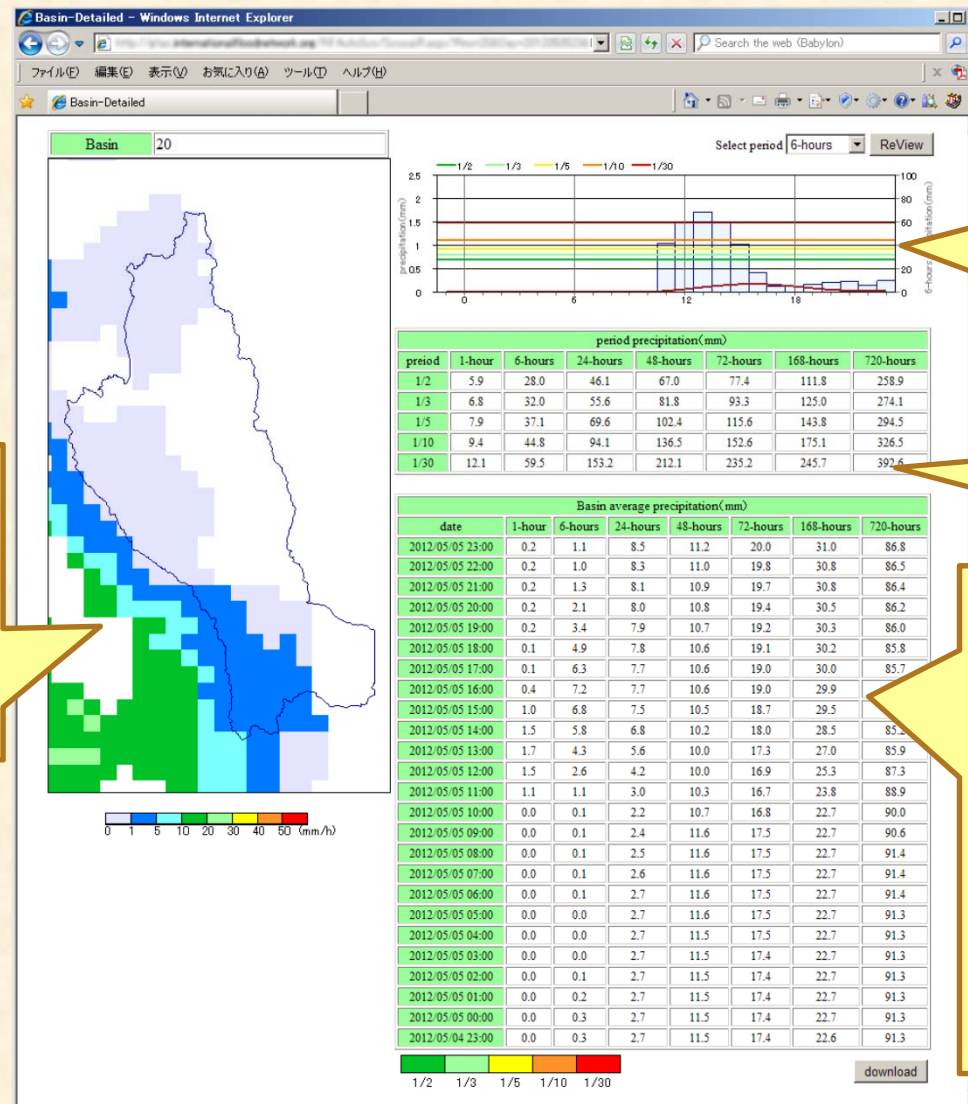 Basin-Detailed - Windows Internet Explorer
Search the web (Babylon)
ファイル(F) 編集(E) 表示(V) お気に入り(A) ツール(T) ヘルプ(H)
Basin-Detailed
Basin 20
Select period 6-hours ReView
1/2 1/3 1/5 1/10 1/30
2.5 100
2 80
1.5 60
1
0.5 20
0 0
precipitation(mm)
0 6 12 18
period precipitation(mm)
preiod 1-hour 6-hours 24-hours 48-hours 72-hours 168-hours 720-hours
1/2 5.9 28.0 46.1 67.0 77.4 111.8 258.9
1/3 6.8 32.0 55.6 81.8 93.3 125.0 274.1
1/5 7.9 37.1 69.6 102.4 115.6 143.8 294.5
1/10 9.4 44.8 94.1 136.5 152.6 175.1 326.5
1/30 12.1 59.5 153.2 212.1 235.2 245.7 392.6
Basin average precipitation(mm)
date 1-hour 6-hours 24-hours 48-hours 72-hours 168-hours 720-hours
2012/05/05 23:00 0.2 1.1 8.5 11.2 20.0 31.0 86.8
2012/05/05 22:00 0.2 1.0 8.3 11.0 19.8 30.8 86.5
2012/05/05 21:00 0.2 1.3 8.1 10.9 19.7 30.8 86.4
2012/05/05 20:00 0.2 2.1 8.0 10.8 19.4 30.5 86.2
2012/05/05 19:00 0.2 3.4 7.9 10.7 19.2 30.3 86.0
2012/05/05 18:00 0.1 4.9 7.8 10.6 19.1 30.2 85.8
2012/05/05 17:00 0.1 6.3 7.7 10.6 19.0 30.0 85.7
2012/05/05 16:00 0.4 7.2 7.7 10.6 19.0 29.9
2012/05/05 15:00 1.0 6.8 7.5 10.5 18.7 29.5
2012/05/05 14:00 1.5 5.8 6.8 10.2 18.0 28.5
2012/05/05 13:00 1.7 4.3 5.6 10.0 17.3 27.0 85.9
2012/05/05 12:00 1.5 2.6 4.2 10.0 16.9 25.3 87.3
2012/05/05 11:00 1.1 1.1 3.0 10.3 16.7 23.8 88.9
2012/05/05 10:00 0.0 0.1 2.2 10.7 16.8 22.7 90.0
2012/05/05 09:00 0.0 0.1 2.4 11.6 17.5 22.7 90.6
2012/05/05 08:00 0.0 0.1 2.5 11.6 17.5 22.7 91.4
2012/05/05 07:00 0.0 0.1 2.6 11.6 17.5 22.7 91.4
2012/05/05 06:00 0.0 0.1 2.7 11.6 17.5 22.7 91.4
2012/05/05 05:00 0.0 0.0 2.7 11.6 17.5 22.7 91.3
2012/05/05 04:00 0.0 0.0 2.7 11.5 17.5 22.7 91.3
2012/05/05 03:00 0.0 0.0 2.7 11.5 17.4 22.7 91.3
2012/05/05 02:00 0.0 0.1 2.7 11.5 17.4 22.7 91.3
2012/05/05 01:00 0.0 0.2 2.7 11.5 17.4 22.7 91.3
2012/05/05 00:00 0.0 0.3 2.7 11.5 17.4 22.7 91.3
2012/05/04 23:00 0.0 0.3 2.7 11.5 17.4 22.6 91.3
0 1 5 10 20 30 40 50 (mm/h)
1/2 1/3 1/5 1/10 1/30
download